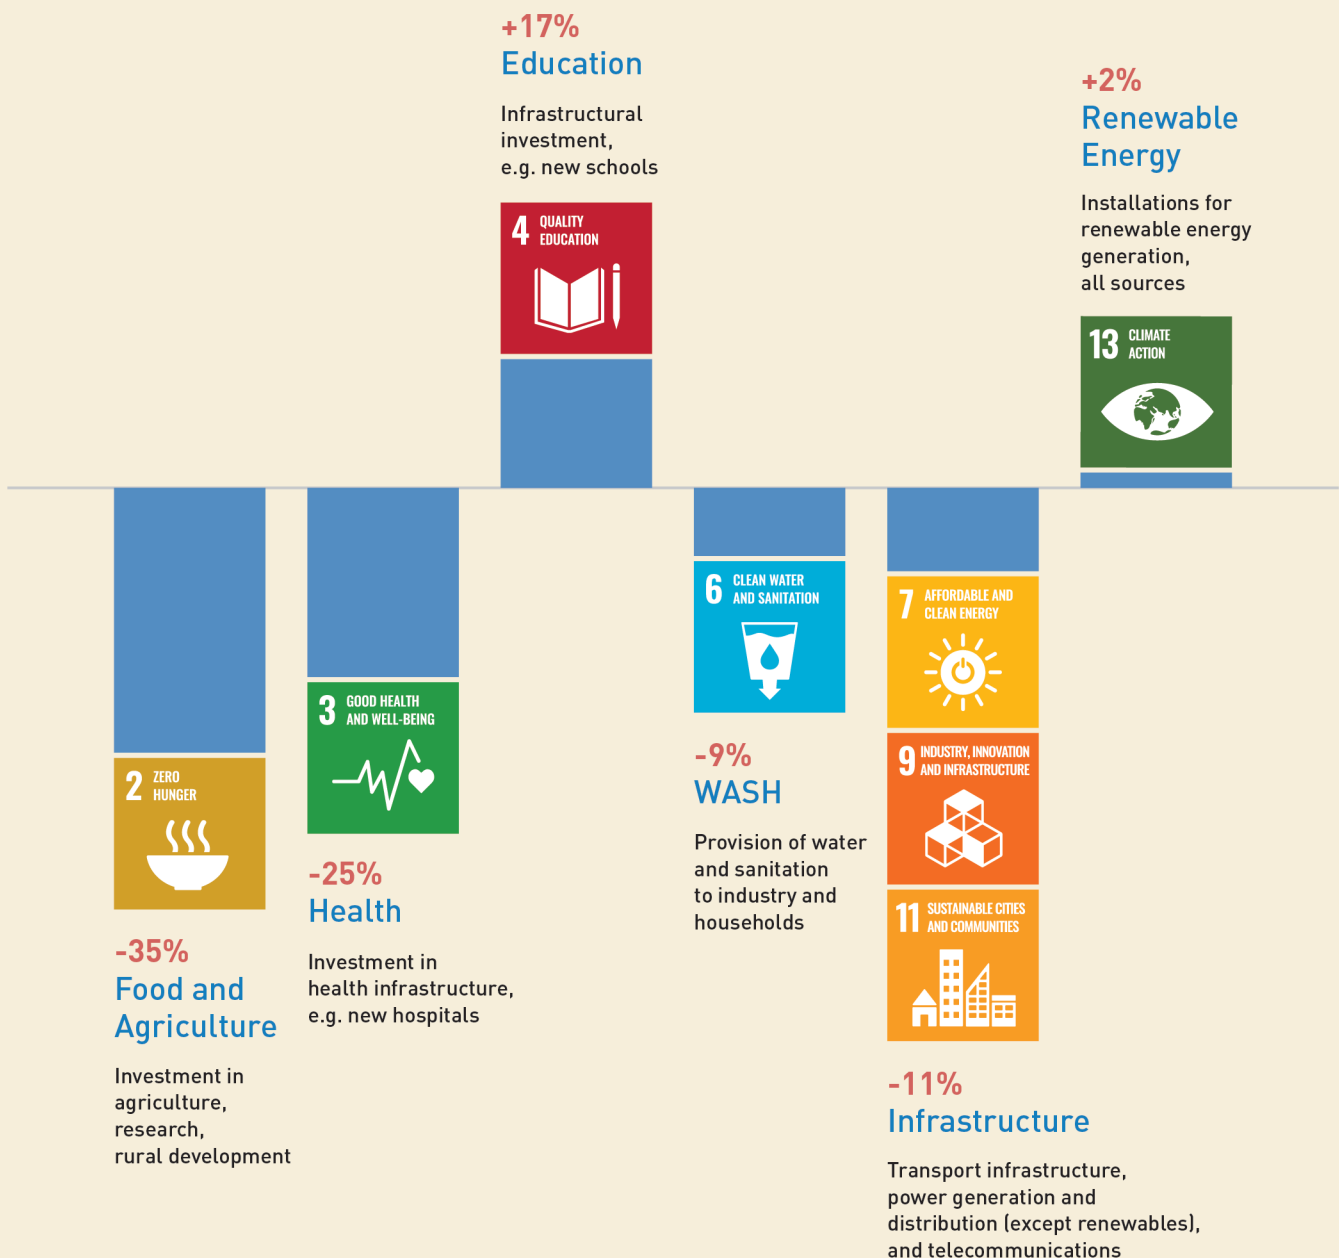 +17%
Education
Infrastructural
investment,
e.g. new schools
4 QUALITY
EDUCATION
+2%
Renewable
Energy
Installations for
renewable energy
generation,
all sources
13 CLIMATE
ACTION
2 ZERO
HUNGER
-35%
Food and
Agriculture
Investment in
agriculture,
research,
rural development
3 GOOD HEALTH
AND WELL-BEING
-25%
Health
Investment in
health infrastructure,
e.g. new hospitals
6 CLEAN WATER
AND SANITATION
-9%
WASH
Provision of water
and sanitation
to industry and
households
7 AFFORDABLE AND
CLEAN ENERGY
9 INDUSTRY, INNOVATION
AND INFRASTRUCTURE
11 SUSTAINABLE CITIES
AND COMMUNITIES
-11%
Infrastructure
Transport infrastructure,
power generation and
distribution (except renewables),
and telecommunications